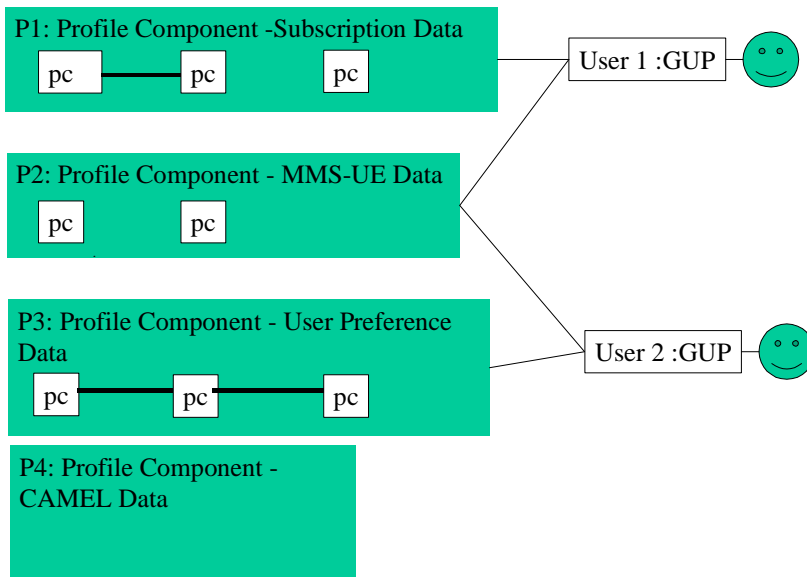 P1: Profile Component -Subscription Data
pc
pc
pc
User 1 :GUP
P2: Profile Component - MMS-UE Data
pc
pc
P3: Profile Component - User Preference
Data
pc
pc
pc
User 2 :GUP
P4: Profile Component -
CAMEL Data